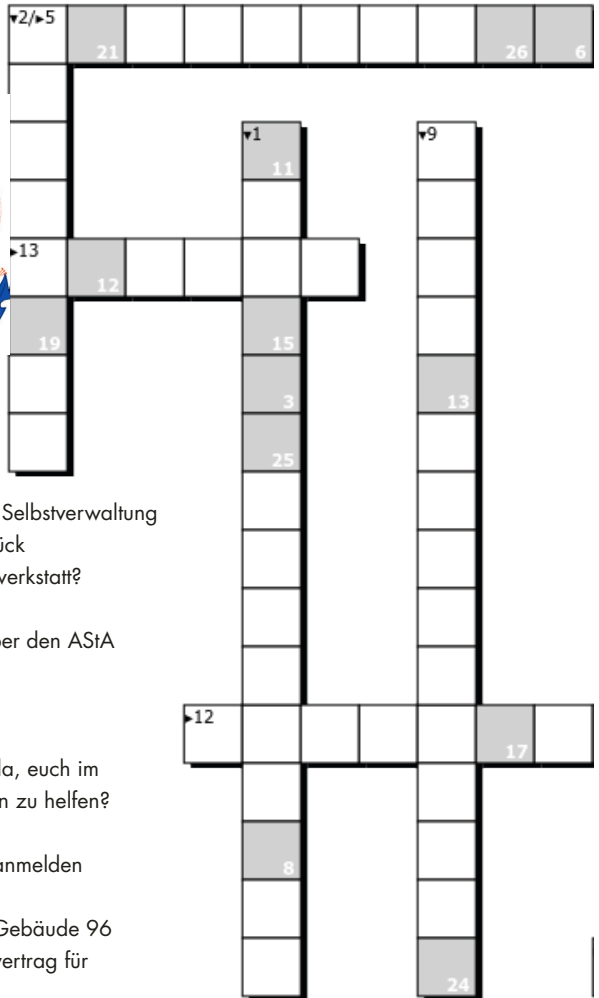 ▾2/▸5
21
26
6
▾1
11
▾9
▸13
12
19
15
3
13
25
Selbstverwaltung
ück
verkstatt?
er den AStA
▸12
17
la, euch im
n zu helfen?
8
anmelden
Gebäude 96
vertrag für
24